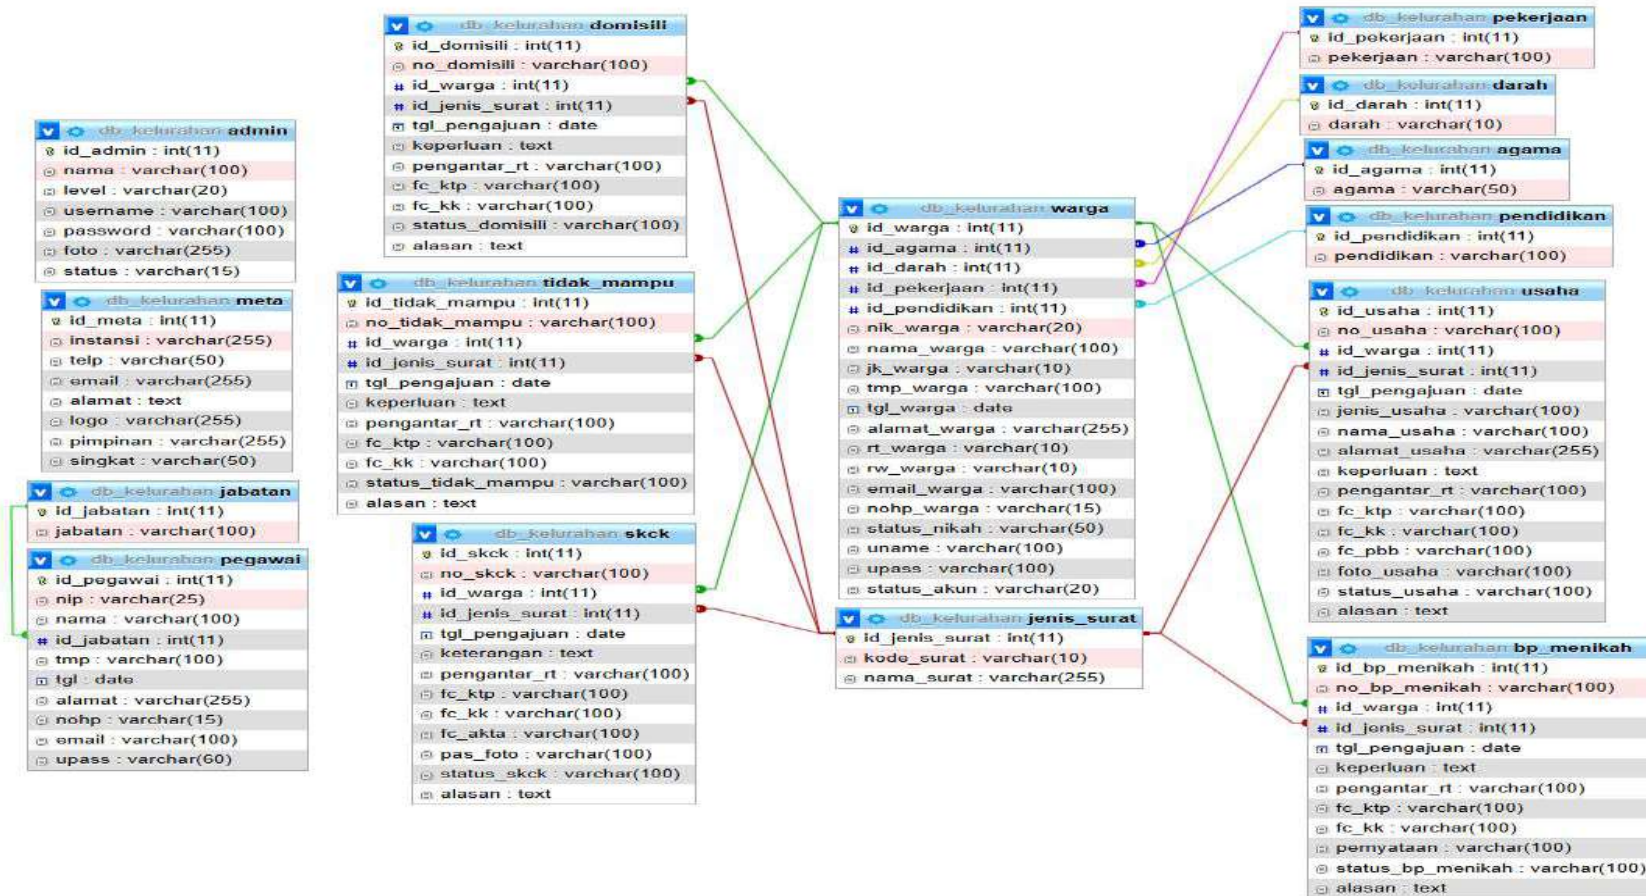 db_kelurahan admin
id_admin : int(11)
nama : varchar(100)
level : varchar(20)
username : varchar(100)
password : varchar(100)
foto : varchar(255)
status : varchar(15)
db_kelurahan meta
id_meta : int(11)
instansi : varchar(255)
telp : varchar(50)
email : varchar(255)
alamat : text
logo : varchar(255)
pimpinan : varchar(255)
singkat : varchar(50)
db_kelurahan jabatan
id_jabatan : int(11)
jabatan : varchar(100)
db_kelurahan pegawai
id_pegawai : int(11)
nip : varchar(25)
nama : varchar(100)
id_jabatan : int(11)
tmp : varchar(100)
tgl : date
alamat : varchar(255)
nohp : varchar(15)
email : varchar(100)
upass : varchar(60)
db_kelurahan domisili
id_domisili : int(11)
no_domisili : varchar(100)
id_warga : int(11)
id_jenis_surat : int(11)
tgl_pengajuan : date
keperluan : text
pengantar_rt : varchar(100)
fc_ktp : varchar(100)
fc_kk : varchar(100)
status_domisili : varchar(100)
alasan : text
db_kelurahan tidak_mampu
id_tidak_mampu : int(11)
no_tidak_mampu : varchar(100)
id_warga : int(11)
id_jenis_surat : int(11)
tgl_pengajuan : date
keperluan : text
pengantar_rt : varchar(100)
fc_ktp : varchar(100)
fc_kk : varchar(100)
status_tidak_mampu : varchar(100)
alasan : text
db_kelurahan skck
id_skck : int(11)
no_skck : varchar(100)
id_warga : int(11)
id_jenis_surat : int(11)
tgl_pengajuan : date
keterangan : text
pengantar_rt : varchar(100)
fc_ktp : varchar(100)
fc_kk : varchar(100)
fc_akta : varchar(100)
pas_foto : varchar(100)
status_skck : varchar(100)
alasan : text
db_kelurahan warga
id_warga : int(11)
id_agama : int(11)
id_darah : int(11)
id_pekerjaan : int(11)
id_pendidikan : int(11)
nik_warga : varchar(20)
nama_warga : varchar(100)
jk_warga : varchar(10)
tmp_warga : varchar(100)
tgl_warga : date
alamat_warga : varchar(255)
rt_warga : varchar(10)
rw_warga : varchar(10)
email_warga : varchar(100)
nohp_warga : varchar(15)
status_nikah : varchar(50)
uname : varchar(100)
upass : varchar(100)
status_akun : varchar(20)
db_kelurahan jenis_surat
id_jenis_surat : int(11)
kode_surat : varchar(10)
nama_surat : varchar(255)
db_kelurahan pekerjaan
id_pekerjaan : int(11)
pekerjaan : varchar(100)
db_kelurahan darah
id_darah : int(11)
darah : varchar(10)
db_kelurahan agama
id_agama : int(11)
agama : varchar(50)
db_kelurahan pendidikan
id_pendidikan : int(11)
pendidikan : varchar(100)
db_kelurahan usaha
id_usaha : int(11)
no_usaha : varchar(100)
id_warga : int(11)
id_jenis_surat : int(11)
tgl_pengajuan : date
jenis_usaha : varchar(100)
nama_usaha : varchar(100)
alamat_usaha : varchar(255)
keperluan : text
pengantar_rt : varchar(100)
fc_ktp : varchar(100)
fc_kk : varchar(100)
fc_pbb : varchar(100)
foto_usaha : varchar(100)
status_usaha : varchar(100)
alasan : text
db_kelurahan bp_menikah
id_bp_menikah : int(11)
no_bp_menikah : varchar(100)
id_warga : int(11)
id_jenis_surat : int(11)
tgl_pengajuan : date
keperluan : text
pengantar_rt : varchar(100)
fc_ktp : varchar(100)
fc_kk : varchar(100)
pernyataan : varchar(100)
status_bp_menikah : varchar(100)
alasan : text